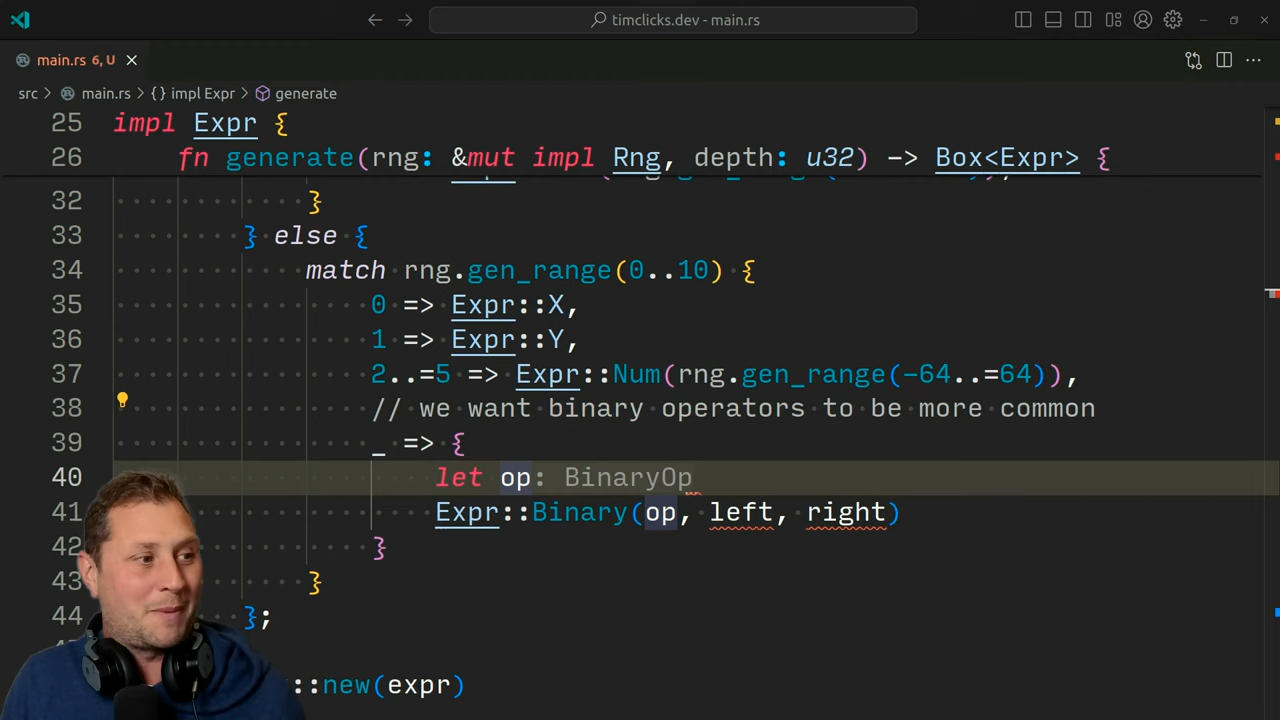 timclicks.dev - main.rs
main.rs 6, U
src > main.rs > { } impl Expr > generate
25 impl Expr {
26 fn generate(rng: &mut impl Rng, depth: u32) -> Box<Expr> {
32 }
33 } else {
34 match rng.gen_range(0..10) {
35 0 => Expr::X,
36 1 => Expr::Y,
37 2..=5 => Expr::Num(rng.gen_range(-64..=64)),
38 // we want binary operators to be more common
39 _ => {
40 let op: BinaryOp
41 Expr::Binary(op, left, right)
42 }
43 }
44 };
::new(expr)